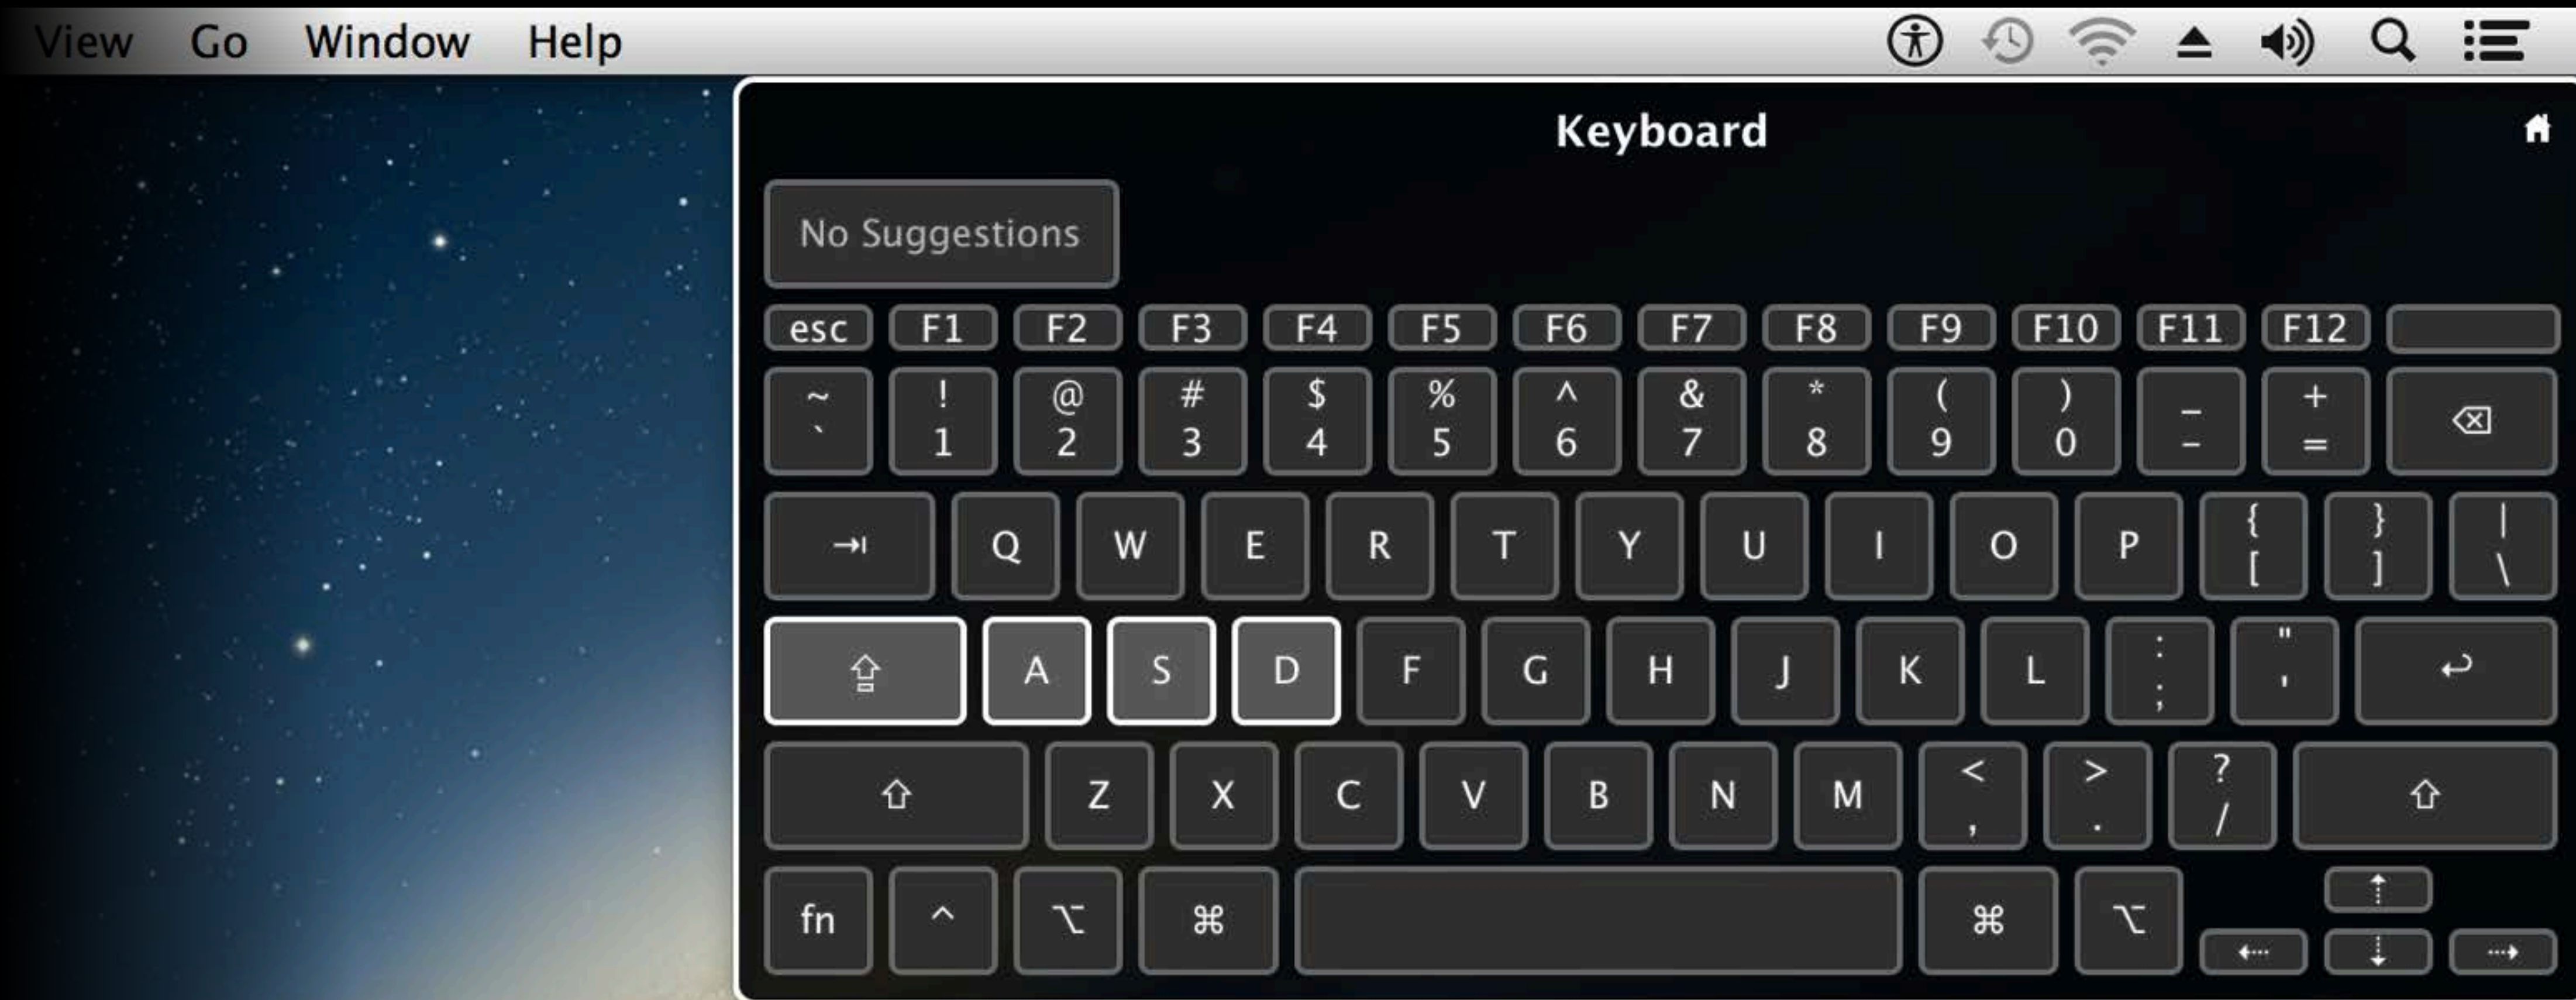 View Go Window Help
Keyboard
No Suggestions
esc F1 F2 F3 F4 F5 F6 F7 F8 F9 F10 F11 F12
~ ! @ # $ % ^ & * ( ) _ +
` 1 2 3 4 5 6 7 8 9 0 - =
Q W E R T Y U I O P { } |
[ ] \
A S D F G H J K L : "
; '
Z X C V B N M < > ?
, . /
fn ^ ⌥ ⌘ ⌘ ⌥